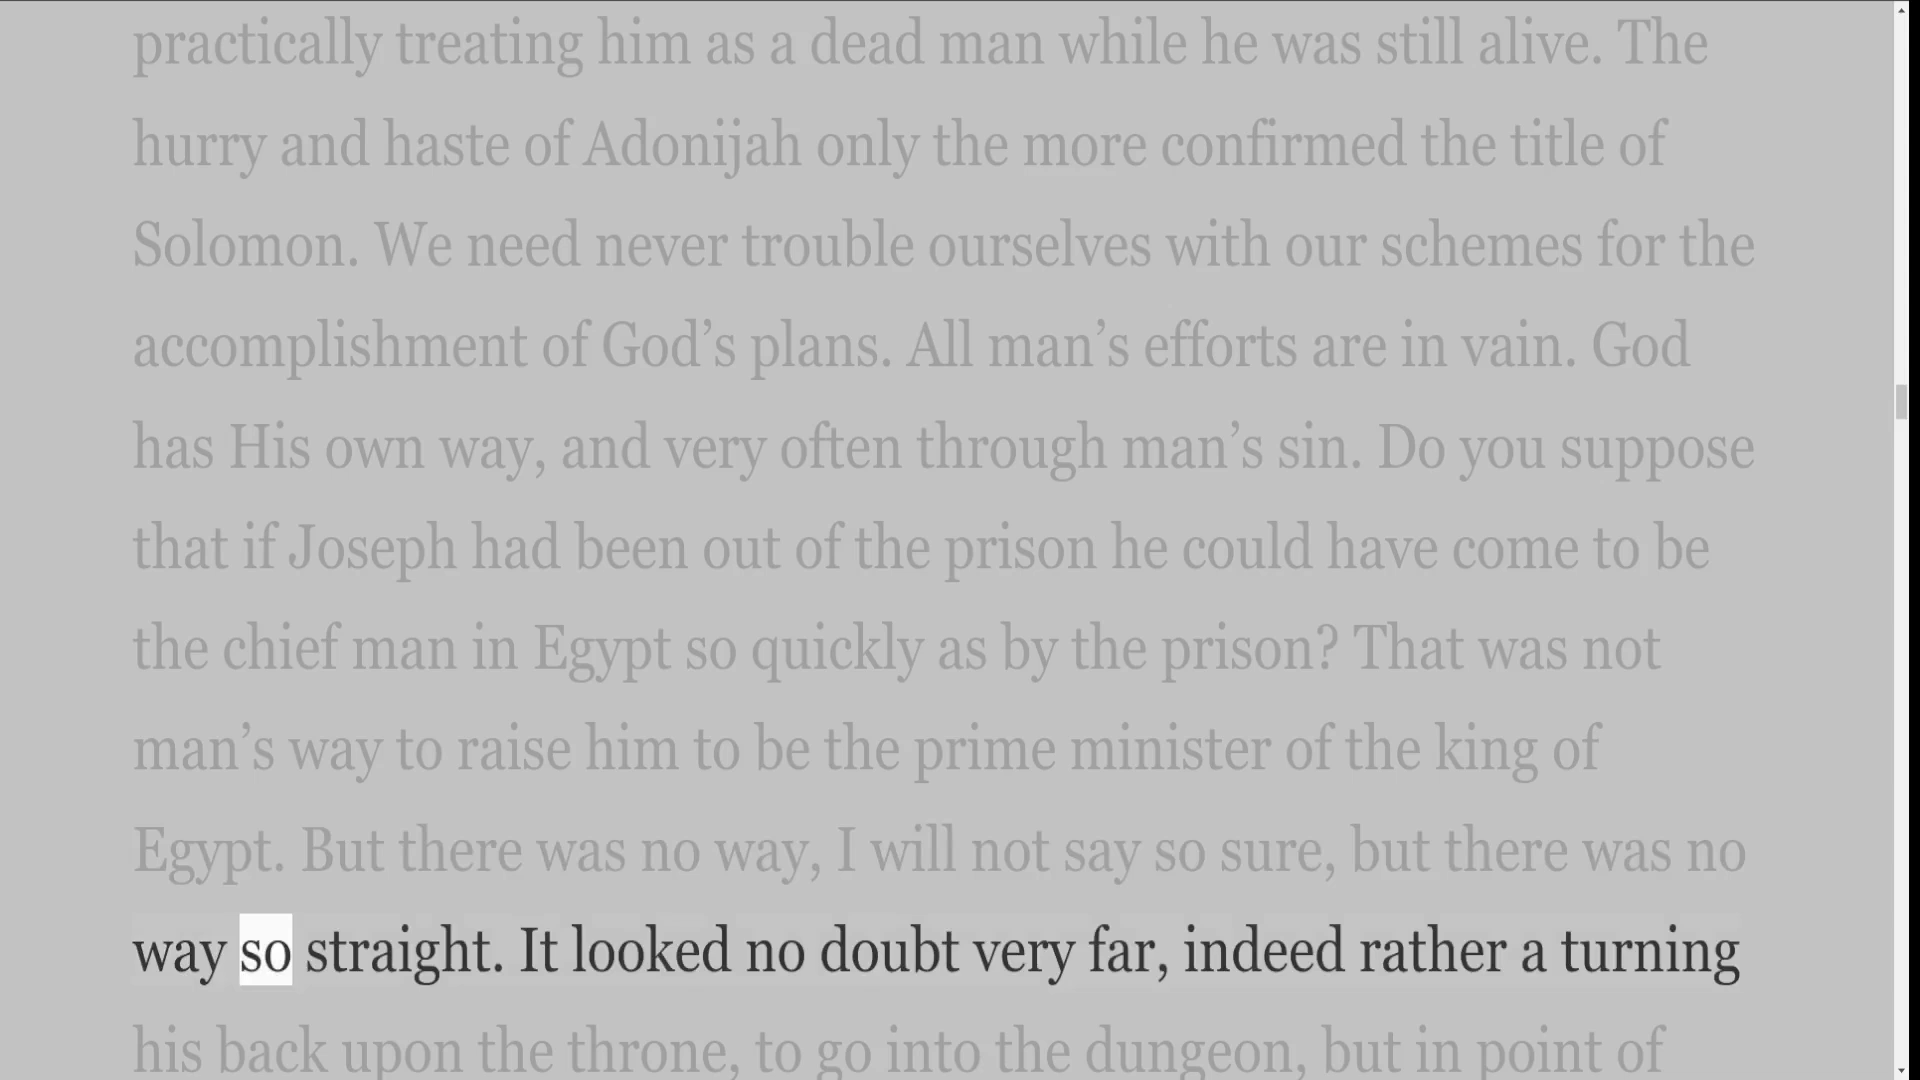 practically treating him as a dead man while he was still alive. The
hurry and haste of Adonijah only the more confirmed the title of
Solomon. We need never trouble ourselves with our schemes for the
accomplishment of God’s plans. All man’s efforts are in vain. God
has His own way, and very often through man’s sin. Do you suppose
that if Joseph had been out of the prison he could have come to be
the chief man in Egypt so quickly as by the prison? That was not
man’s way to raise him to be the prime minister of the king of
Egypt. But there was no way, I will not say so sure, but there was no
way so straight. It looked no doubt very far, indeed rather a turning
his back upon the throne, to go into the dungeon, but in point of